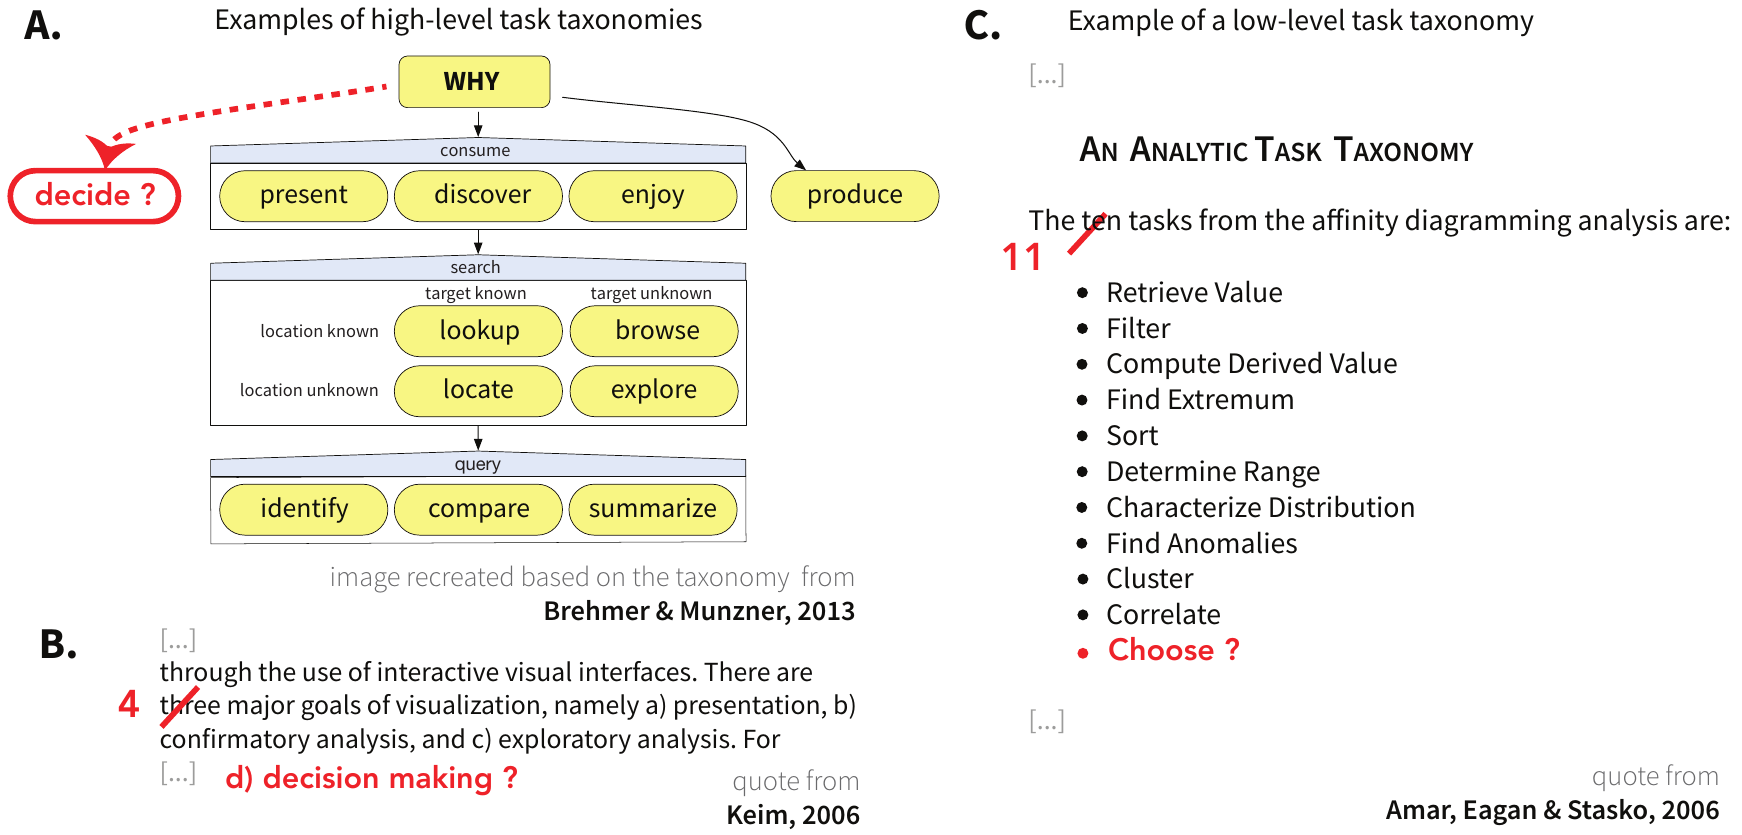 A.
Examples of high-level task taxonomies
WHY
decide ?
consume
present
discover
enjoy
produce
search
target known
target unknown
location known
lookup
browse
location unknown
locate
explore
query
identify
compare
summarize
image recreated based on the taxonomy from
Brehmer & Munzner, 2013
B.
[...]
through the use of interactive visual interfaces. There are
4
three major goals of visualization, namely a) presentation, b)
confirmatory analysis, and c) exploratory analysis. For
[...]
d) decision making ?
quote from
Keim, 2006
C.
Example of a low-level task taxonomy
[...]
AN ANALYTIC TASK TAXONOMY
The ten tasks from the affinity diagramming analysis are:
11
• Retrieve Value
• Filter
• Compute Derived Value
• Find Extremum
• Sort
• Determine Range
• Characterize Distribution
• Find Anomalies
• Cluster
• Correlate
• Choose ?
[...]
quote from
Amar, Eagan & Stasko, 2006